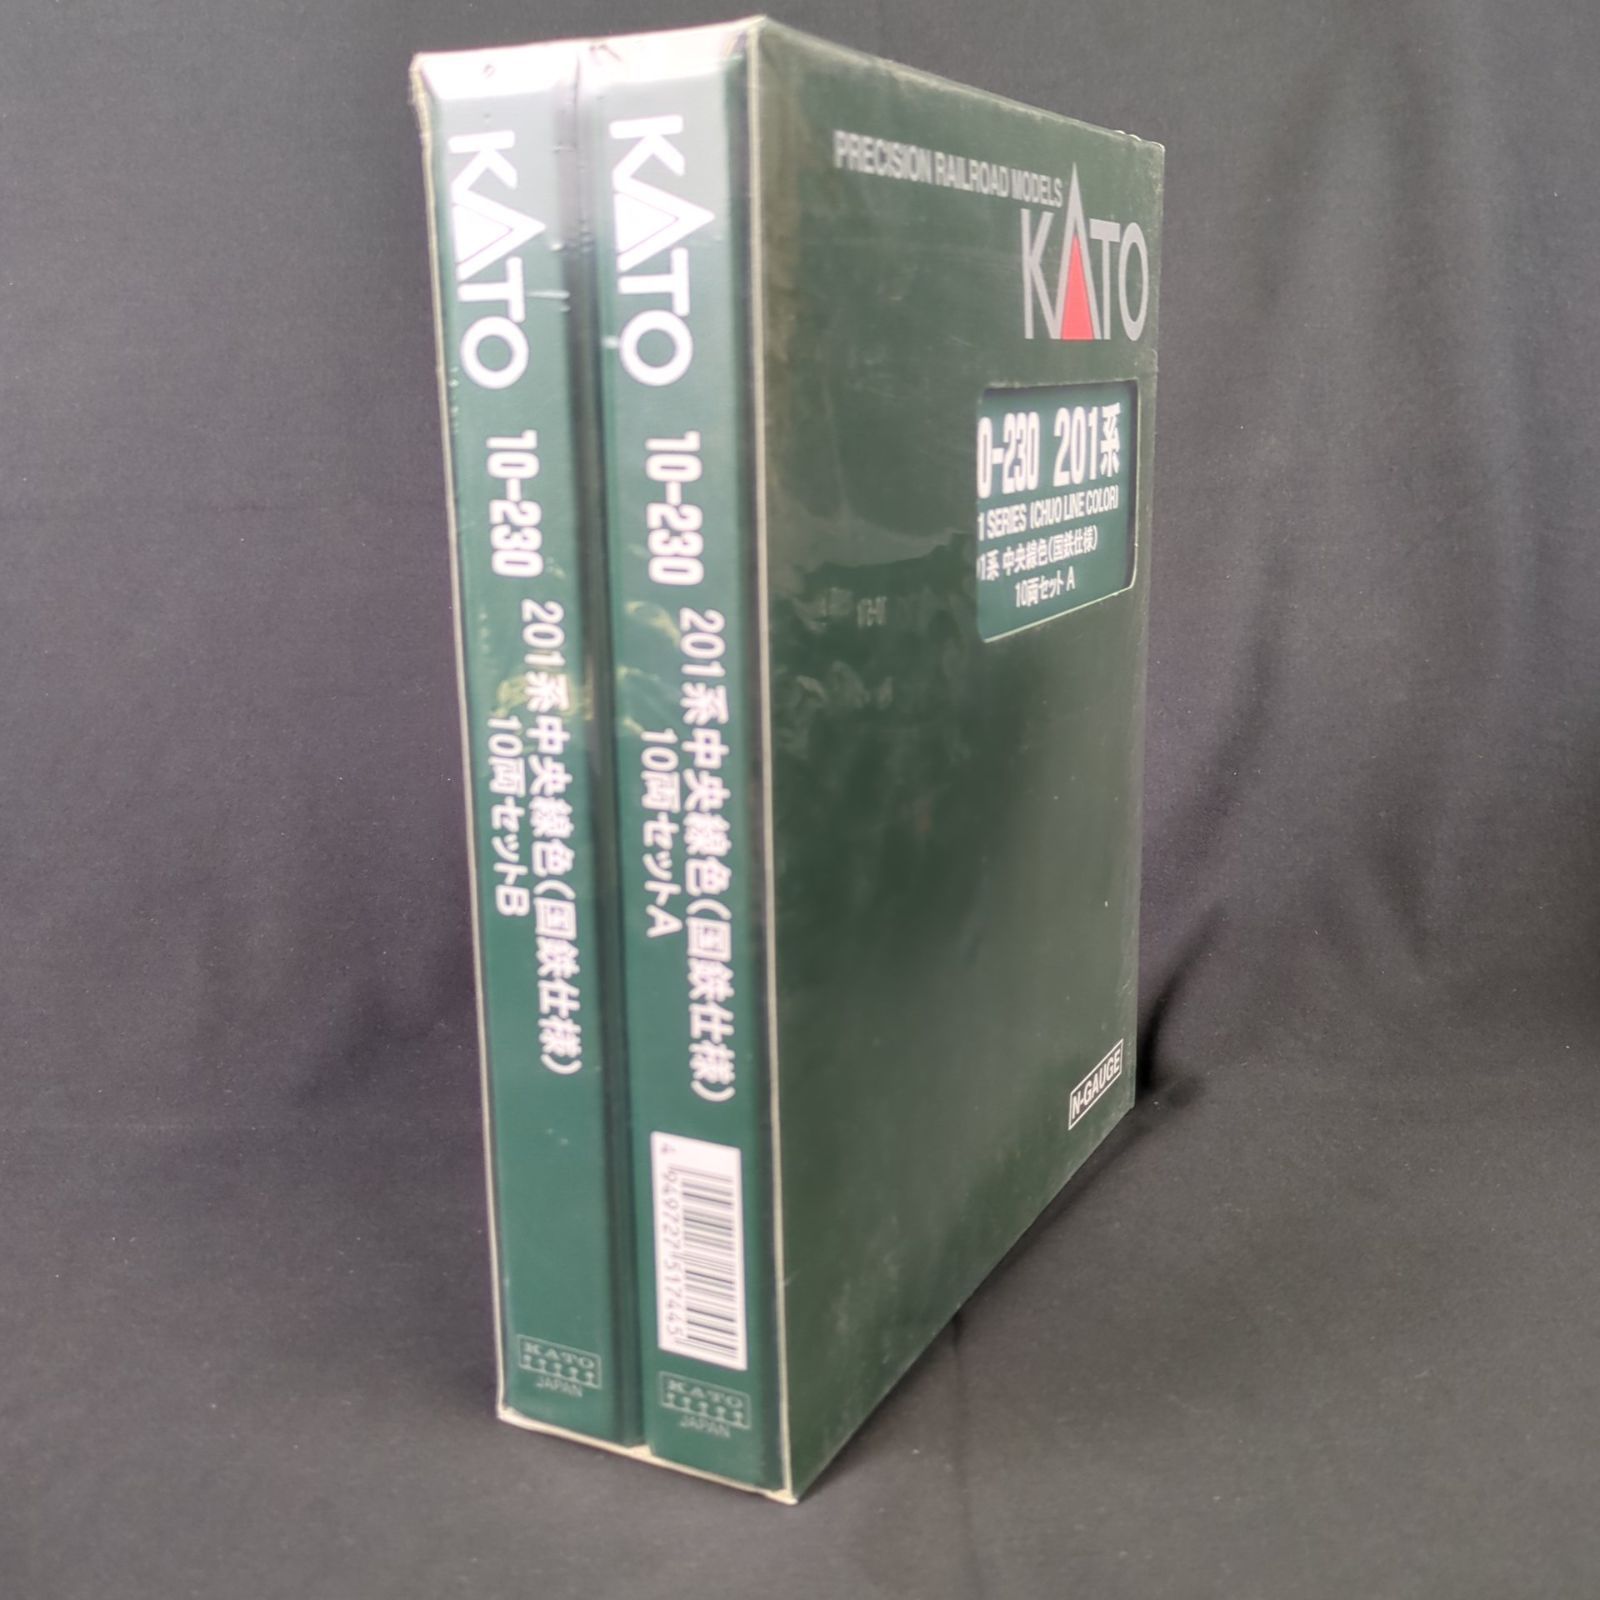 KATO
10-230
201系中央線色(国鉄仕様)
10両セットB
KATO
JAPAN
KATO
10-230
201系中央線色(国鉄仕様)
10両セットA
4949727517445
KATO
JAPAN
PRECISION RAILROAD MODELS
KATO
0-230 201系
1 SERIES (CHUO LINE COLOR)
1系 中央線色(国鉄仕様)
10両セット A
N-GAUGE